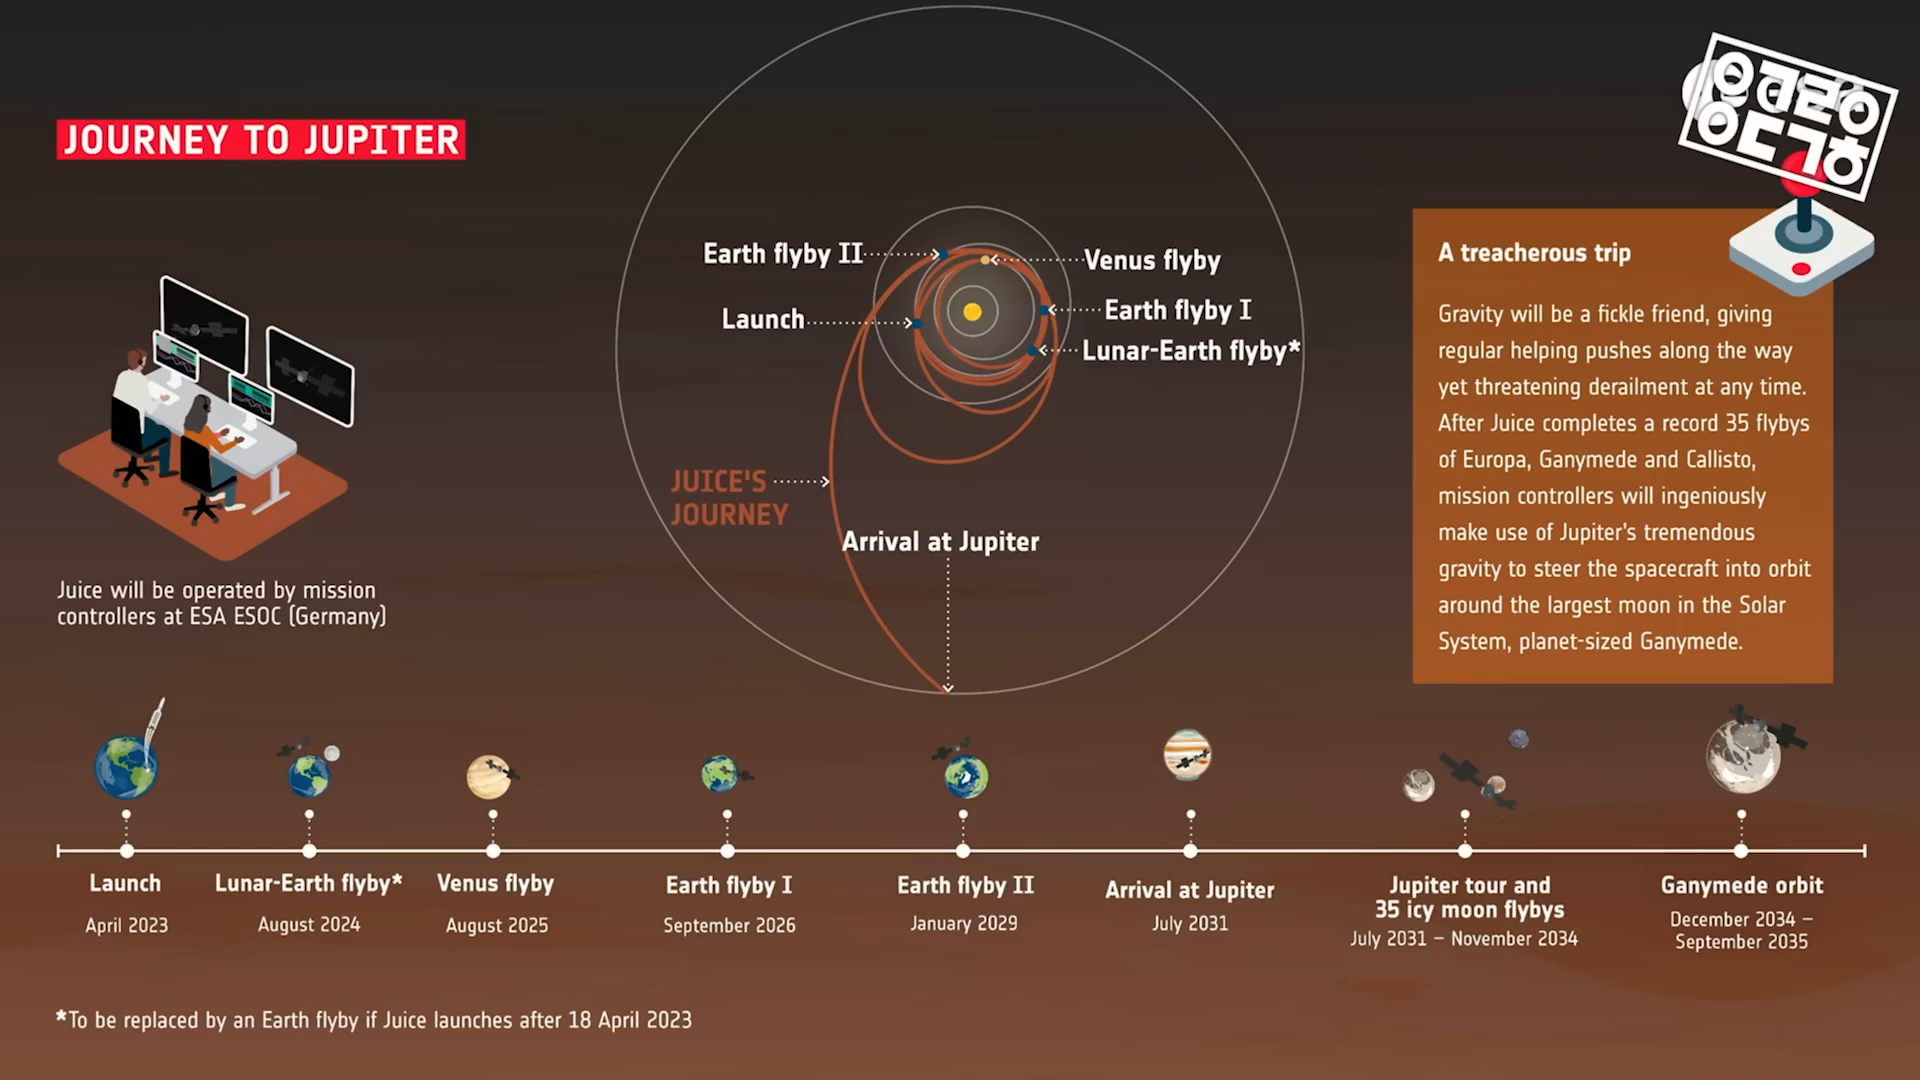 JOURNEY TO JUPITER
Earth flyby II
Venus flyby
Launch
Earth flyby I
Lunar-Earth flyby*
JUICE'S
JOURNEY
Arrival at Jupiter
Juice will be operated by mission
controllers at ESA ESOC (Germany)
A treacherous trip
Gravity will be a fickle friend, giving
regular helping pushes along the way
yet threatening derailment at any time.
After Juice completes a record 35 flybys
of Europa, Ganymede and Callisto,
mission controllers will ingeniously
make use of Jupiter's tremendous
gravity to steer the spacecraft into orbit
around the largest moon in the Solar
System, planet-sized Ganymede.
Launch
April 2023
Lunar-Earth flyby*
August 2024
Venus flyby
August 2025
Earth flyby I
September 2026
Earth flyby II
January 2029
Arrival at Jupiter
July 2031
Jupiter tour and
35 icy moon flybys
July 2031 – November 2034
Ganymede orbit
December 2034 –
September 2035
*To be replaced by an Earth flyby if Juice launches after 18 April 2023